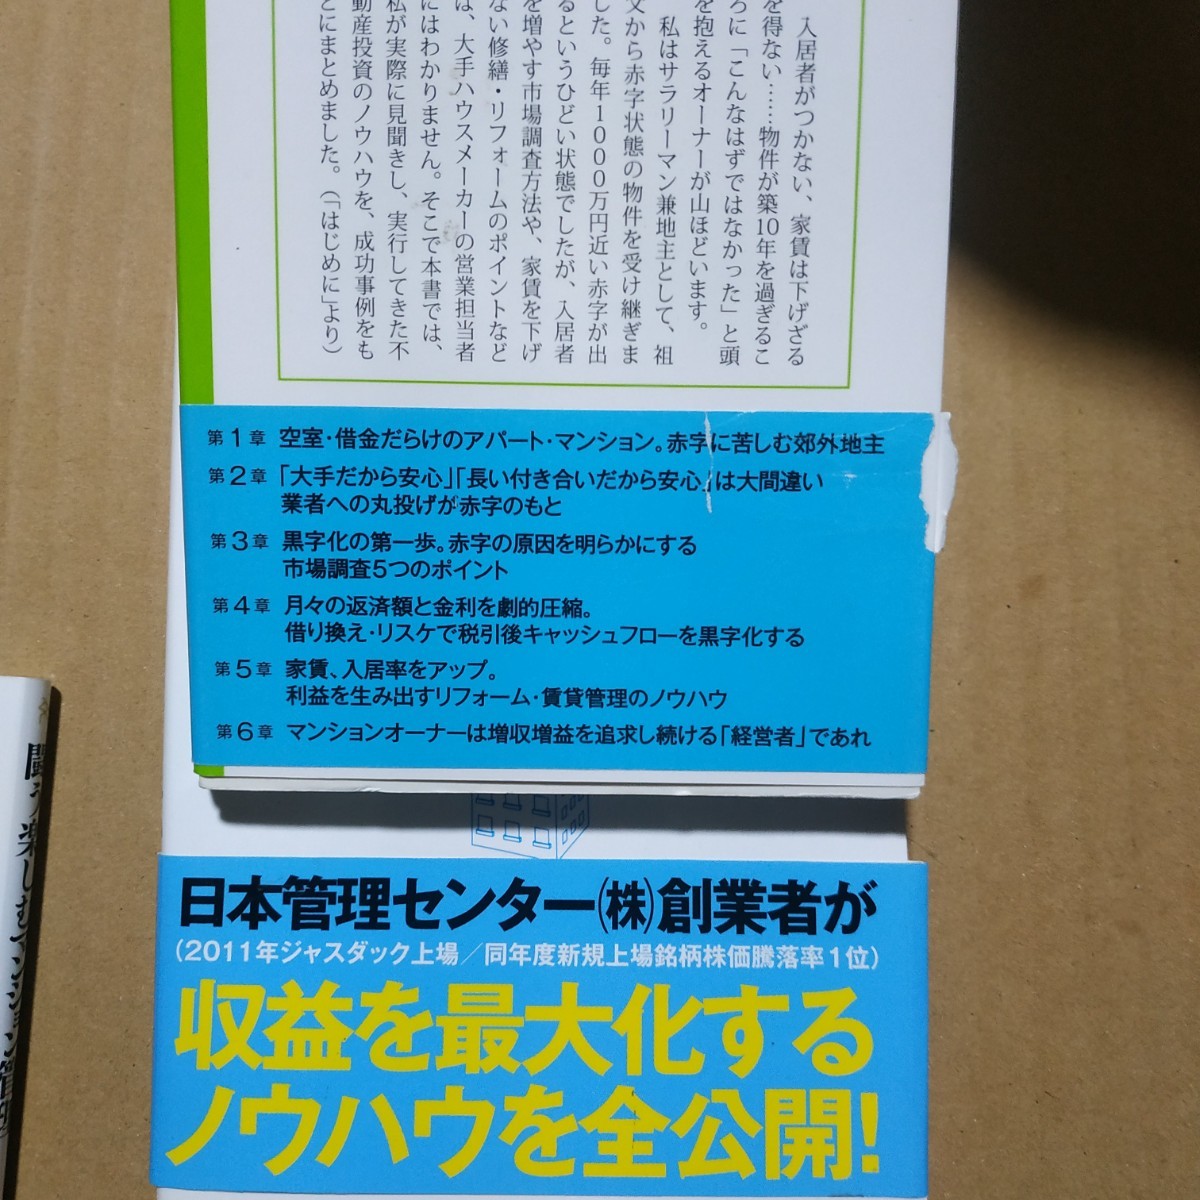 入居者がつかない、家賃は下げざる
を得ない……物件が築10年を過ぎるこ
ろに「こんなはずではなかった」と頭
を抱えるオーナーが山ほどいます。
私はサラリーマン兼地主として、祖
父から赤字状態の物件を受け継ぎま
した。毎年1000万円近い赤字が出
るというひどい状態でしたが、入居者
を増やす市場調査方法や、家賃を下げ
ない修繕・リフォームのポイントなど
は、大手ハウスメーカーの営業担当者
にはわかりません。そこで本書では、
私が実際に見聞きし、実行してきた不
動産投資のノウハウを、成功事例をも
とにまとめました。（「はじめに」より）
第1章 空室・借金だらけのアパート・マンション。赤字に苦しむ郊外地主
第2章 「大手だから安心」「長い付き合いだから安心」は大間違い
業者への丸投げが赤字のもと
第3章 黒字化の第一歩。赤字の原因を明らかにする
市場調査5つのポイント
第4章 月々の返済額と金利を劇的圧縮。
借り換え・リスケで税引後キャッシュフローを黒字化する
第5章 家賃、入居率をアップ。
利益を生み出すリフォーム・賃貸管理のノウハウ
第6章 マンションオーナーは増収増益を追求し続ける「経営者」であれ
日本管理センター(株)創業者が
（2011年ジャスダック上場／同年度新規上場銘柄株価騰落率1位）
収益を最大化する
ノウハウを全公開!
闘う楽しむマンション管理